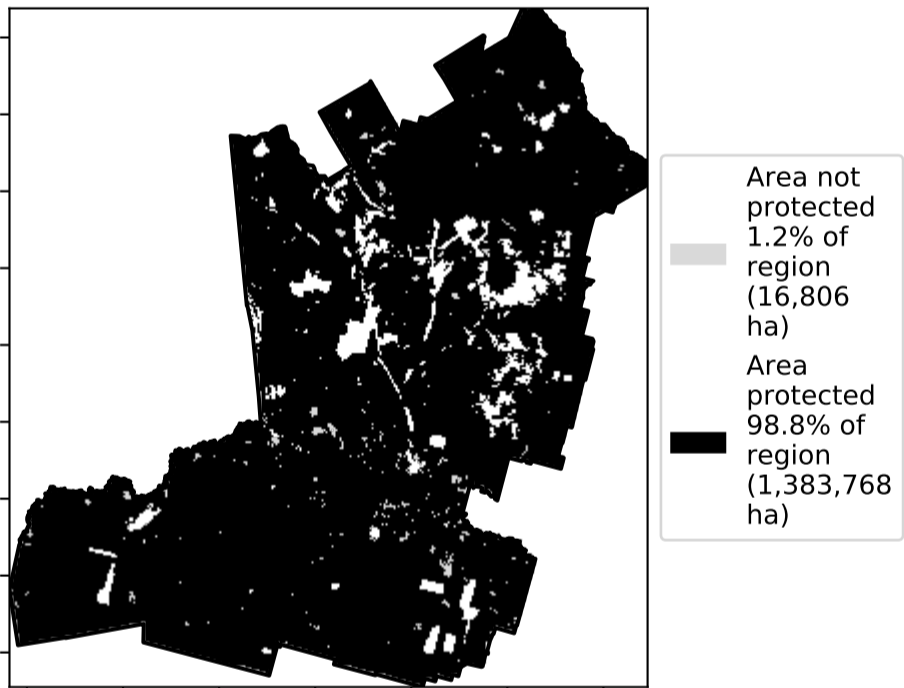 Area not
protected
1.2% of
region
(16,806
ha)
Area
protected
98.8% of
region
(1,383,768
ha)